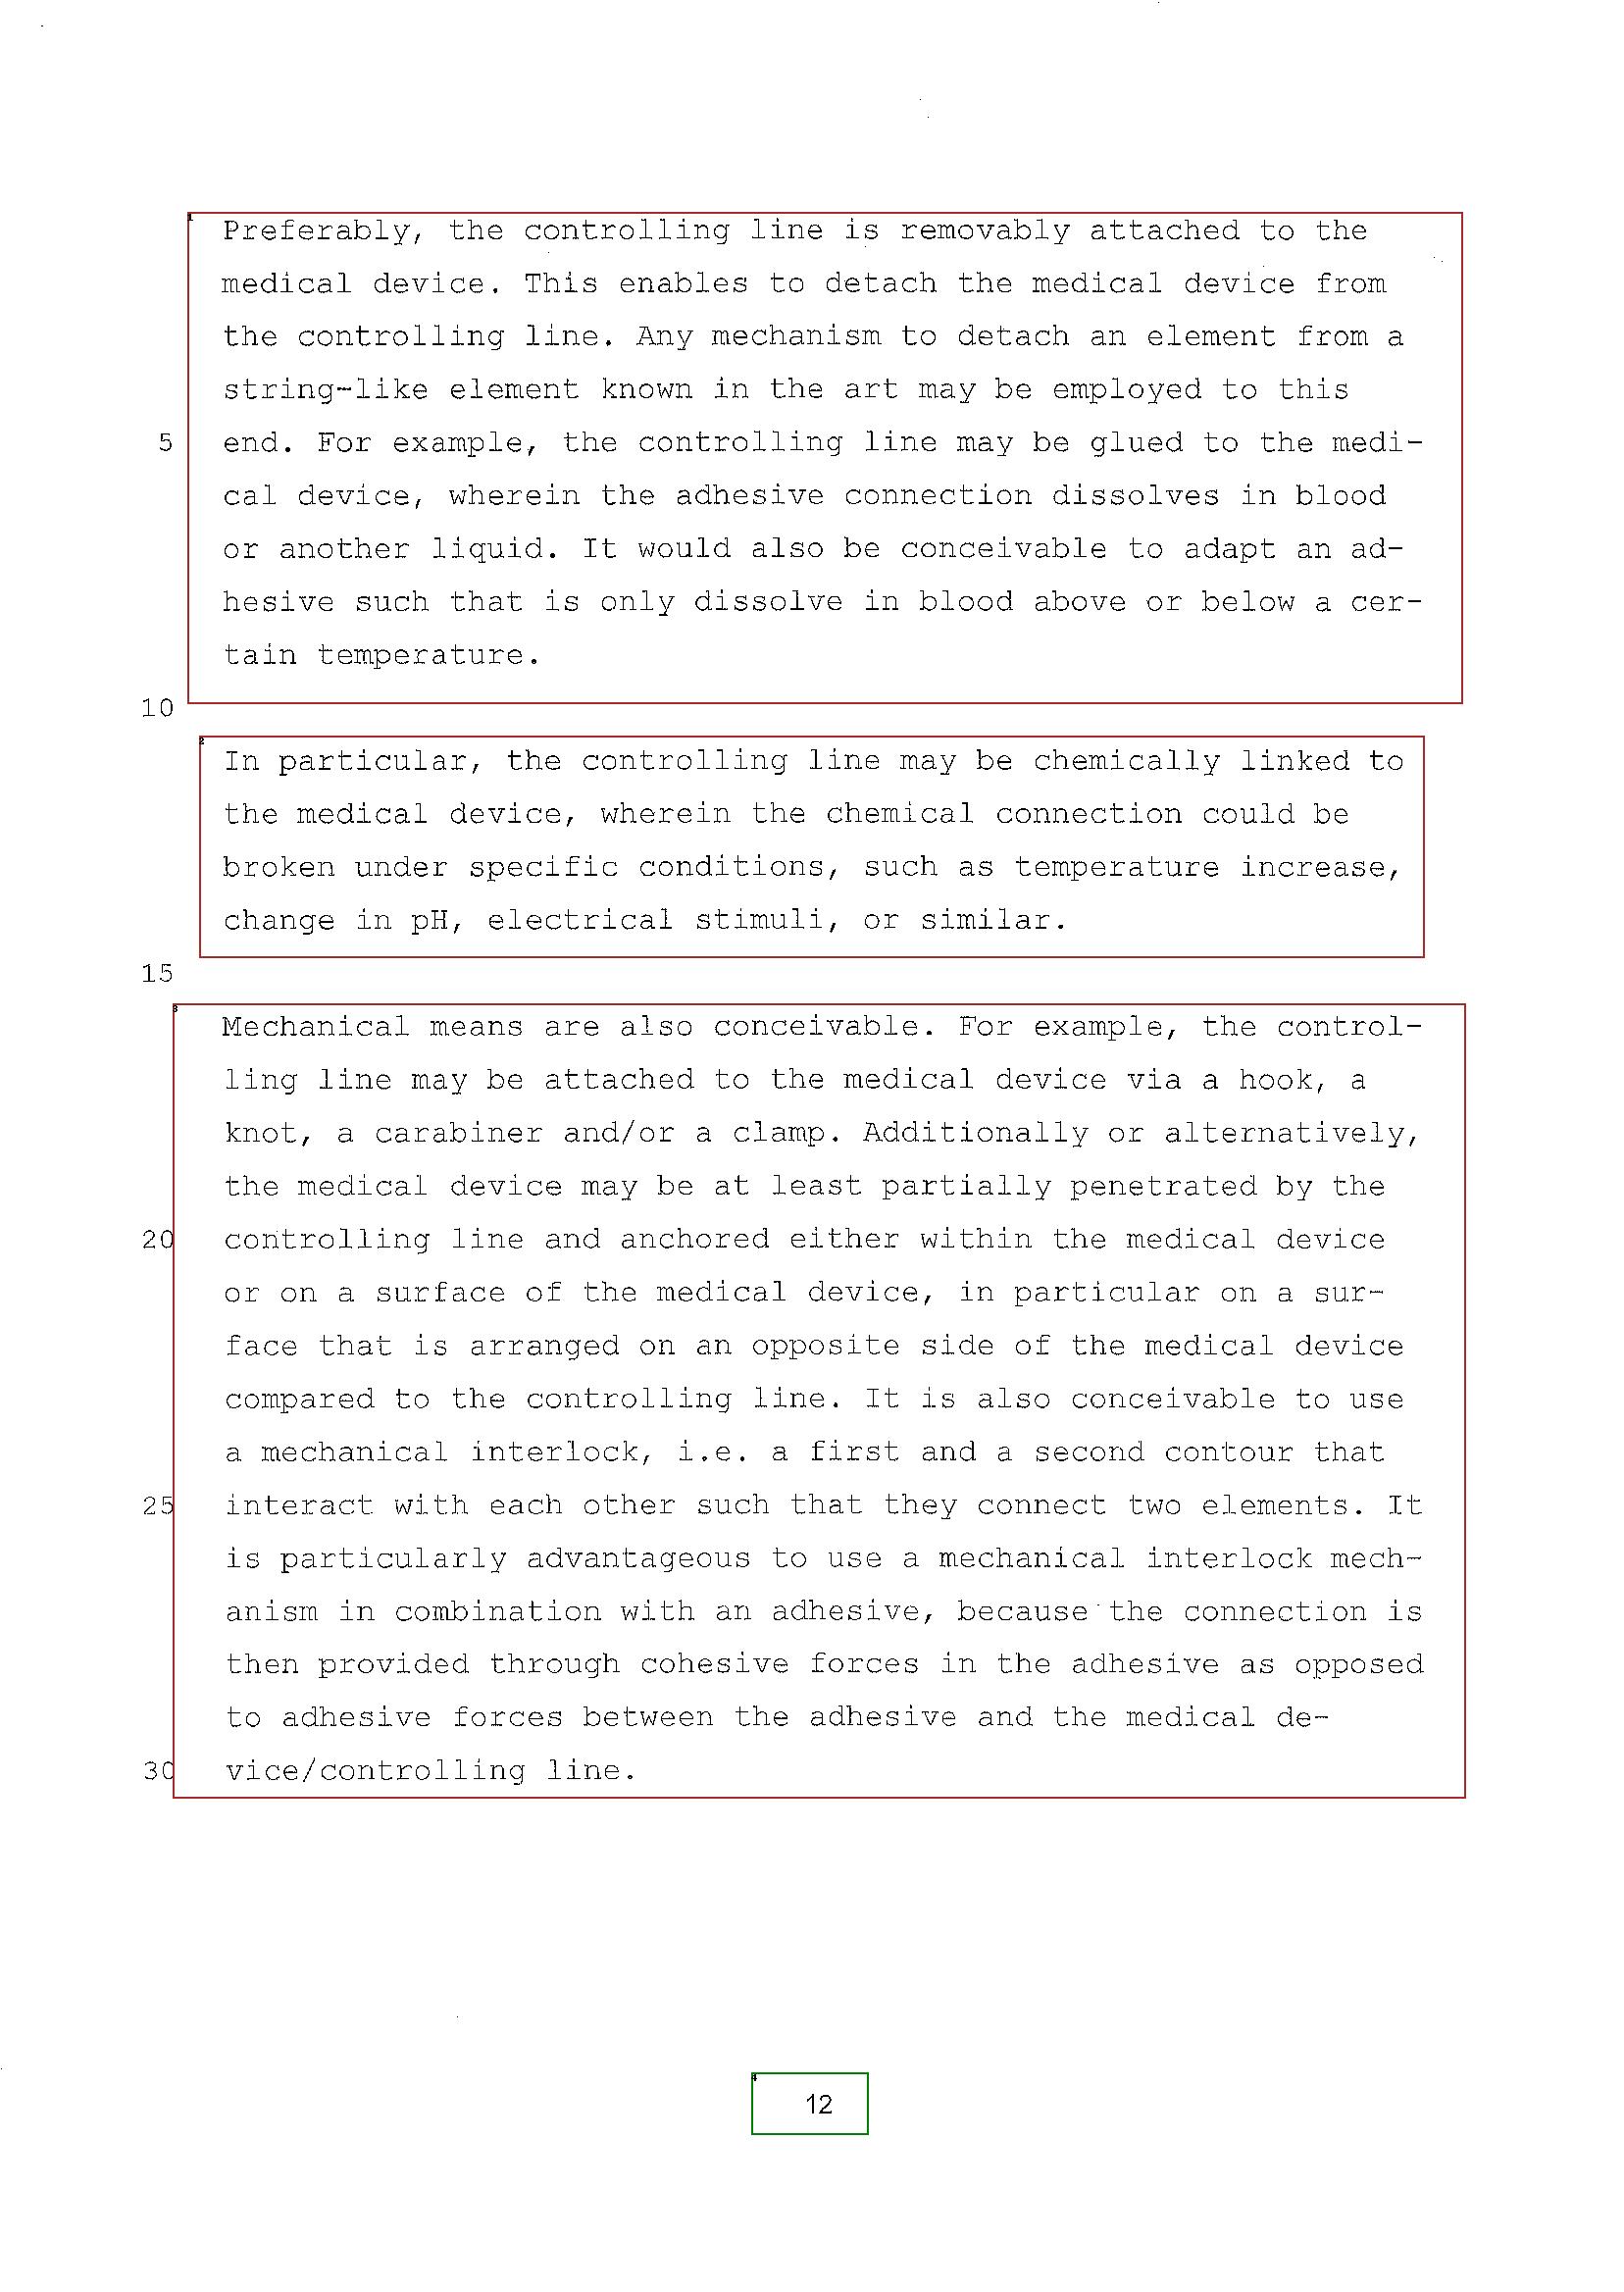 Preferably, the controlling line is removably attached to the
medical device. This enables to detach the medical device from
the controlling line. Any mechanism to detach an element from a
string-like element known in the art may be employed to this
5 end. For example, the controlling line may be glued to the medi-
cal device, wherein the adhesive connection dissolves in blood
or another liquid. It would also be conceivable to adapt an ad-
hesive such that is only dissolve in blood above or below a cer-
tain temperature.
10
In particular, the controlling line may be chemically linked to
the medical device, wherein the chemical connection could be
broken under specific conditions, such as temperature increase,
change in pH, electrical stimuli, or similar.
15
Mechanical means are also conceivable. For example, the control-
ling line may be attached to the medical device via a hook, a
knot, a carabiner and/or a clamp. Additionally or alternatively,
the medical device may be at least partially penetrated by the
20 controlling line and anchored either within the medical device
or on a surface of the medical device, in particular on a sur-
face that is arranged on an opposite side of the medical device
compared to the controlling line. It is also conceivable to use
a mechanical interlock, i.e. a first and a second contour that
25 interact with each other such that they connect two elements. It
is particularly advantageous to use a mechanical interlock mech-
anism in combination with an adhesive, because the connection is
then provided through cohesive forces in the adhesive as opposed
to adhesive forces between the adhesive and the medical de-
30 vice/controlling line.
12